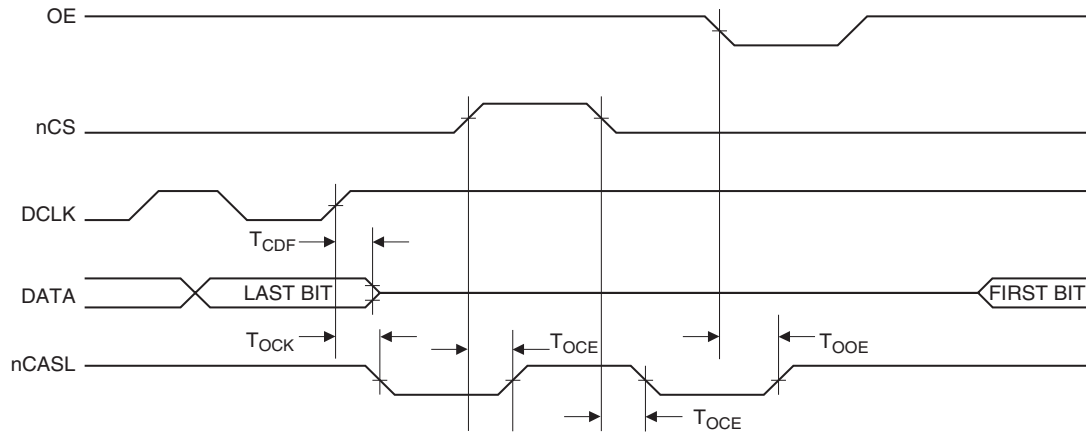 OE
nCS
DCLK
TCDF
DATA
LAST BIT
FIRST BIT
TOCK
TOCE
TOOE
nCASL
TOCE